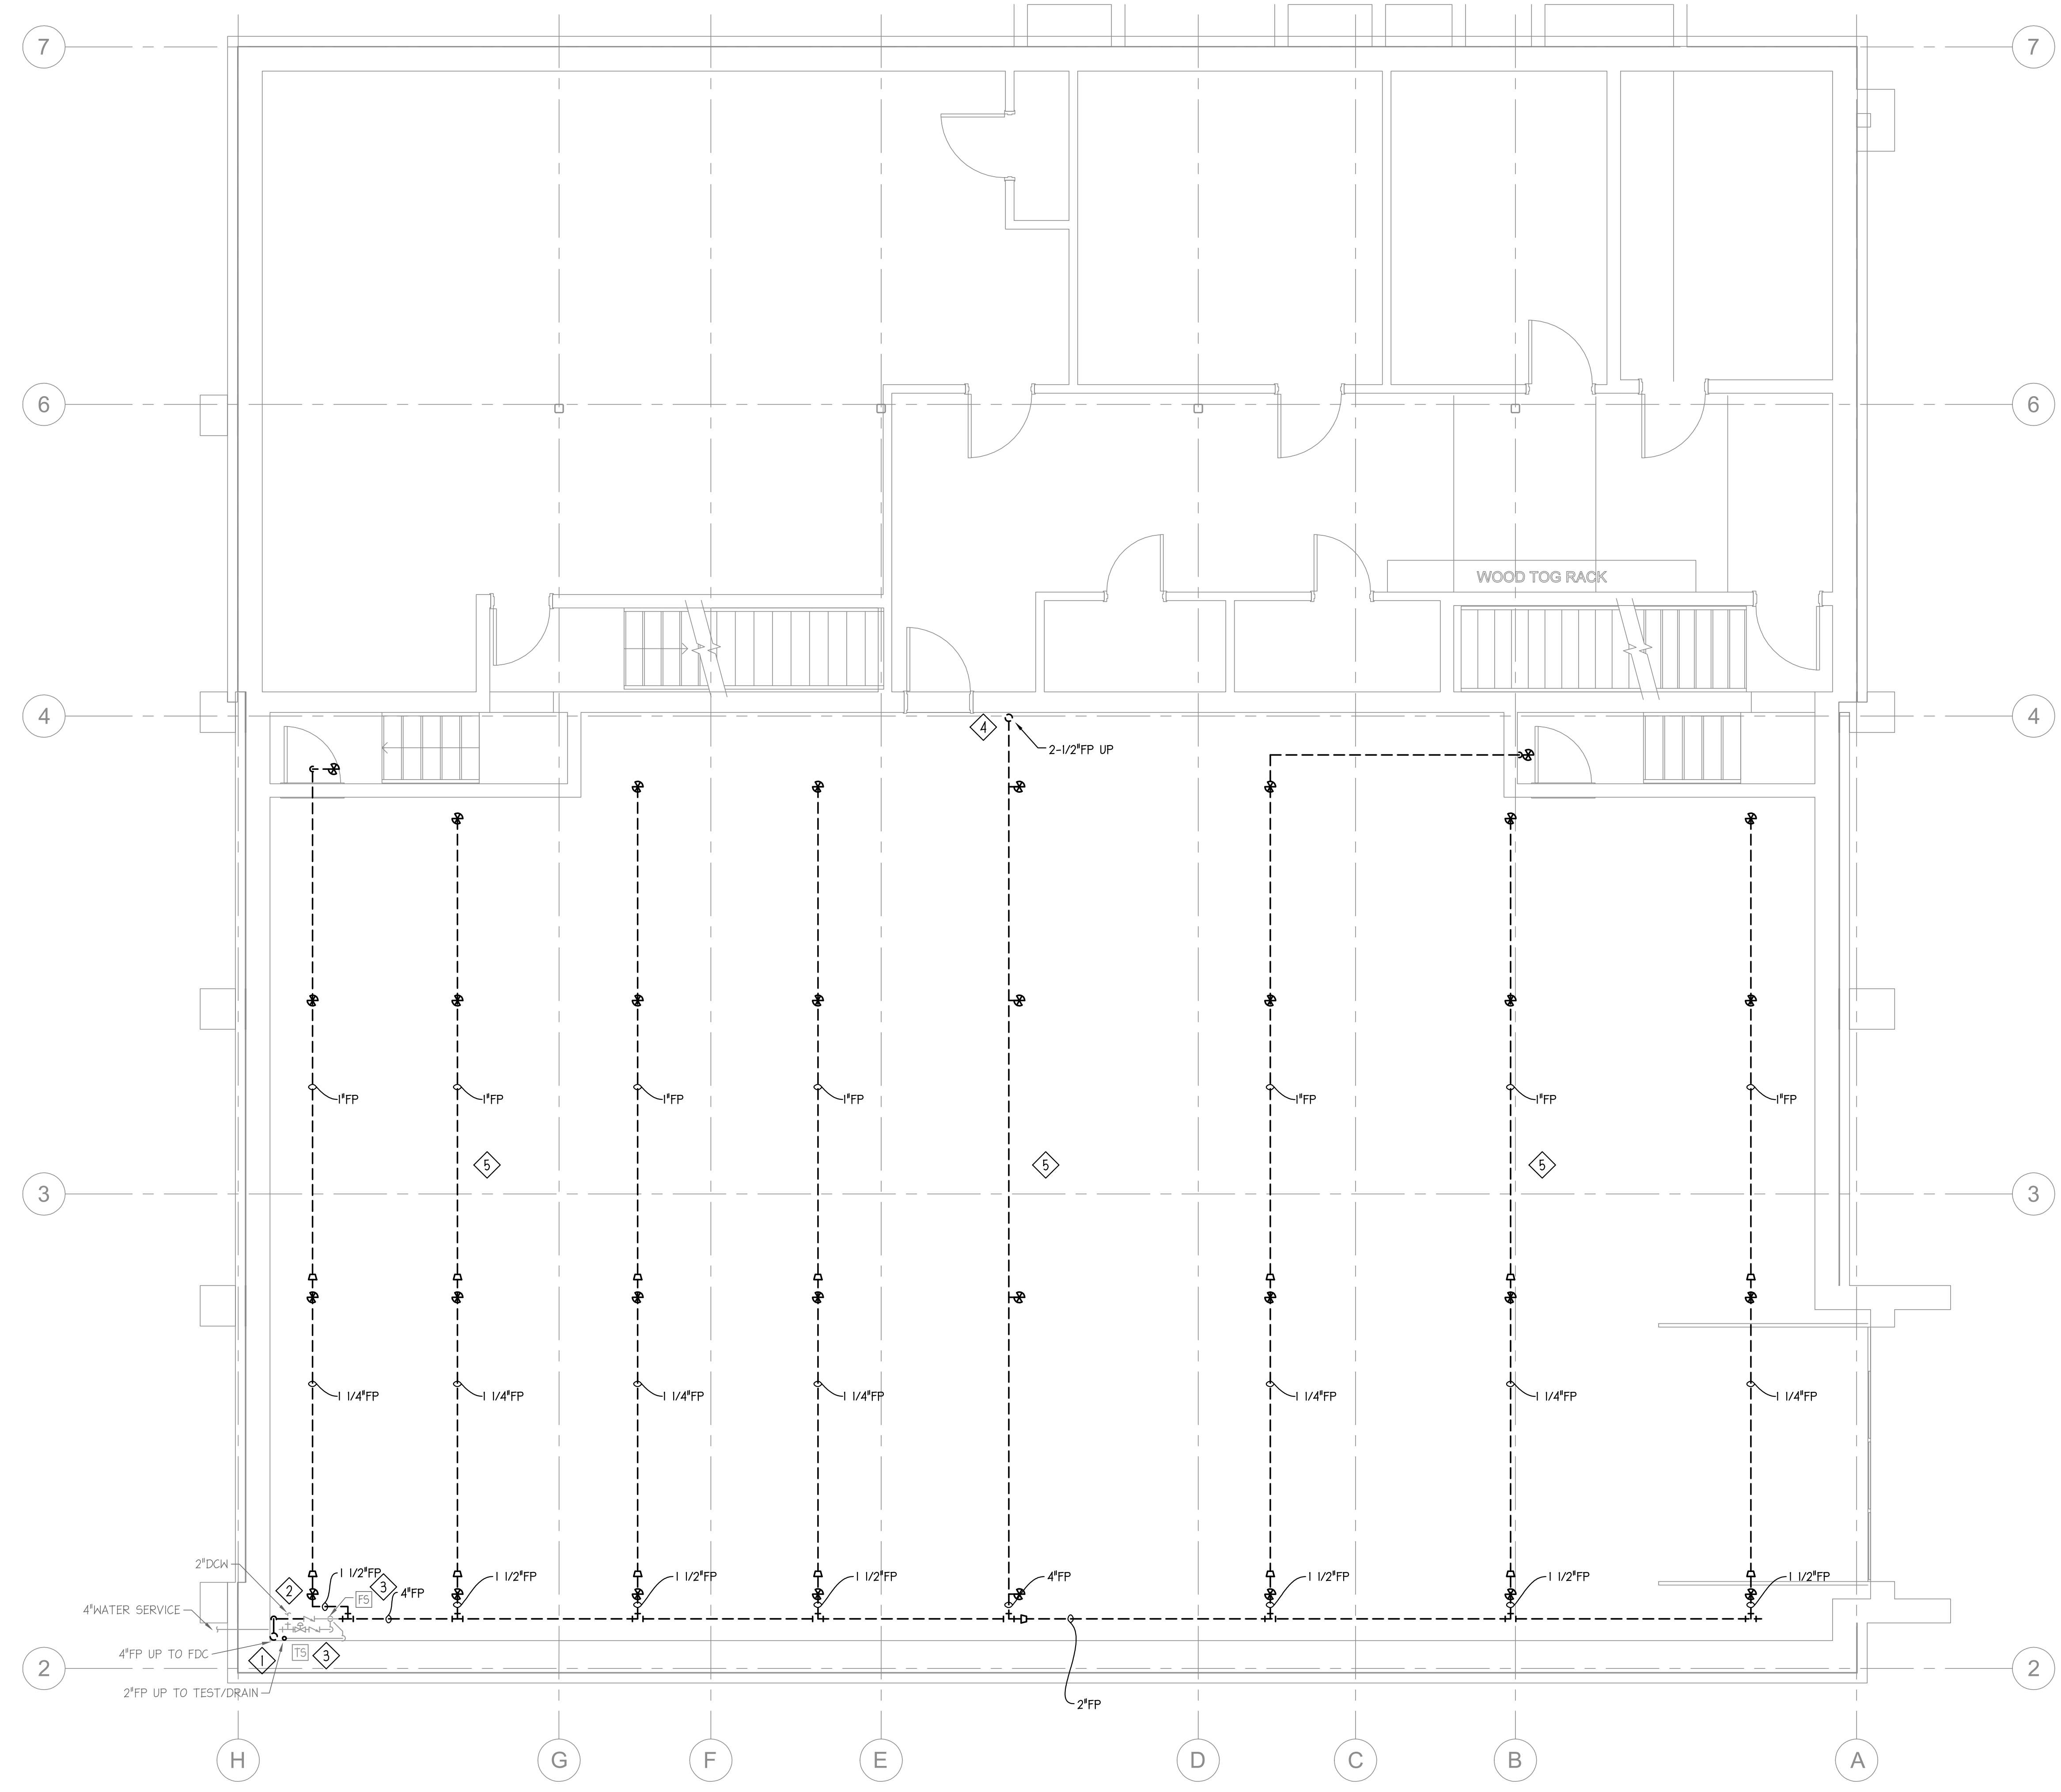 7 7
6 6
WOOD TOG RACK
4 4
4
2-1/2"FP UP
1"FP 1"FP 1"FP 1"FP 1"FP 1"FP 1"FP
5 5 5
3 3
1 1/4"FP 1 1/4"FP 1 1/4"FP 1 1/4"FP 1 1/4"FP 1 1/4"FP 1 1/4"FP
2"DCW
2 1 1/2"FP 3 4"FP FS
1 1/2"FP 1 1/2"FP 1 1/2"FP 4"FP 1 1/2"FP 1 1/2"FP 1 1/2"FP
4"WATER SERVICE
4"FP UP TO FDC
1 TS 3
2 2
2"FP UP TO TEST/DRAIN
2"FP
H G F E D C B A